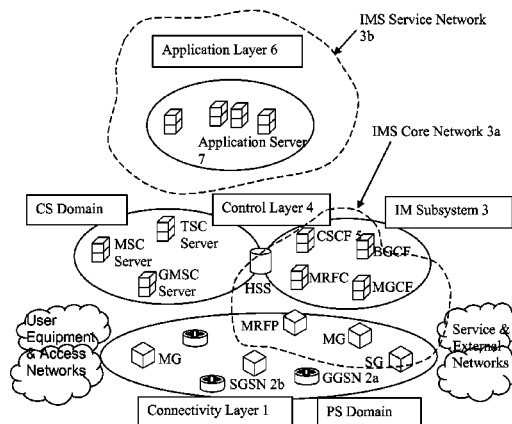 IMS Service Network
3b
Application Layer 6
Application Server
7
IMS Core Network 3a
CS Domain
Control Layer 4
IM Subsystem 3
TSC
Server
MSC
Server
GMSC
Server
HSS
CSCF 5
BGCF
MRFC
MGCF
User
Equipment
& Access
Networks
MRFP
MG
MG
SG
SGSN 2b
GGSN 2a
Service &
External
Networks
Connectivity Layer 1
PS Domain